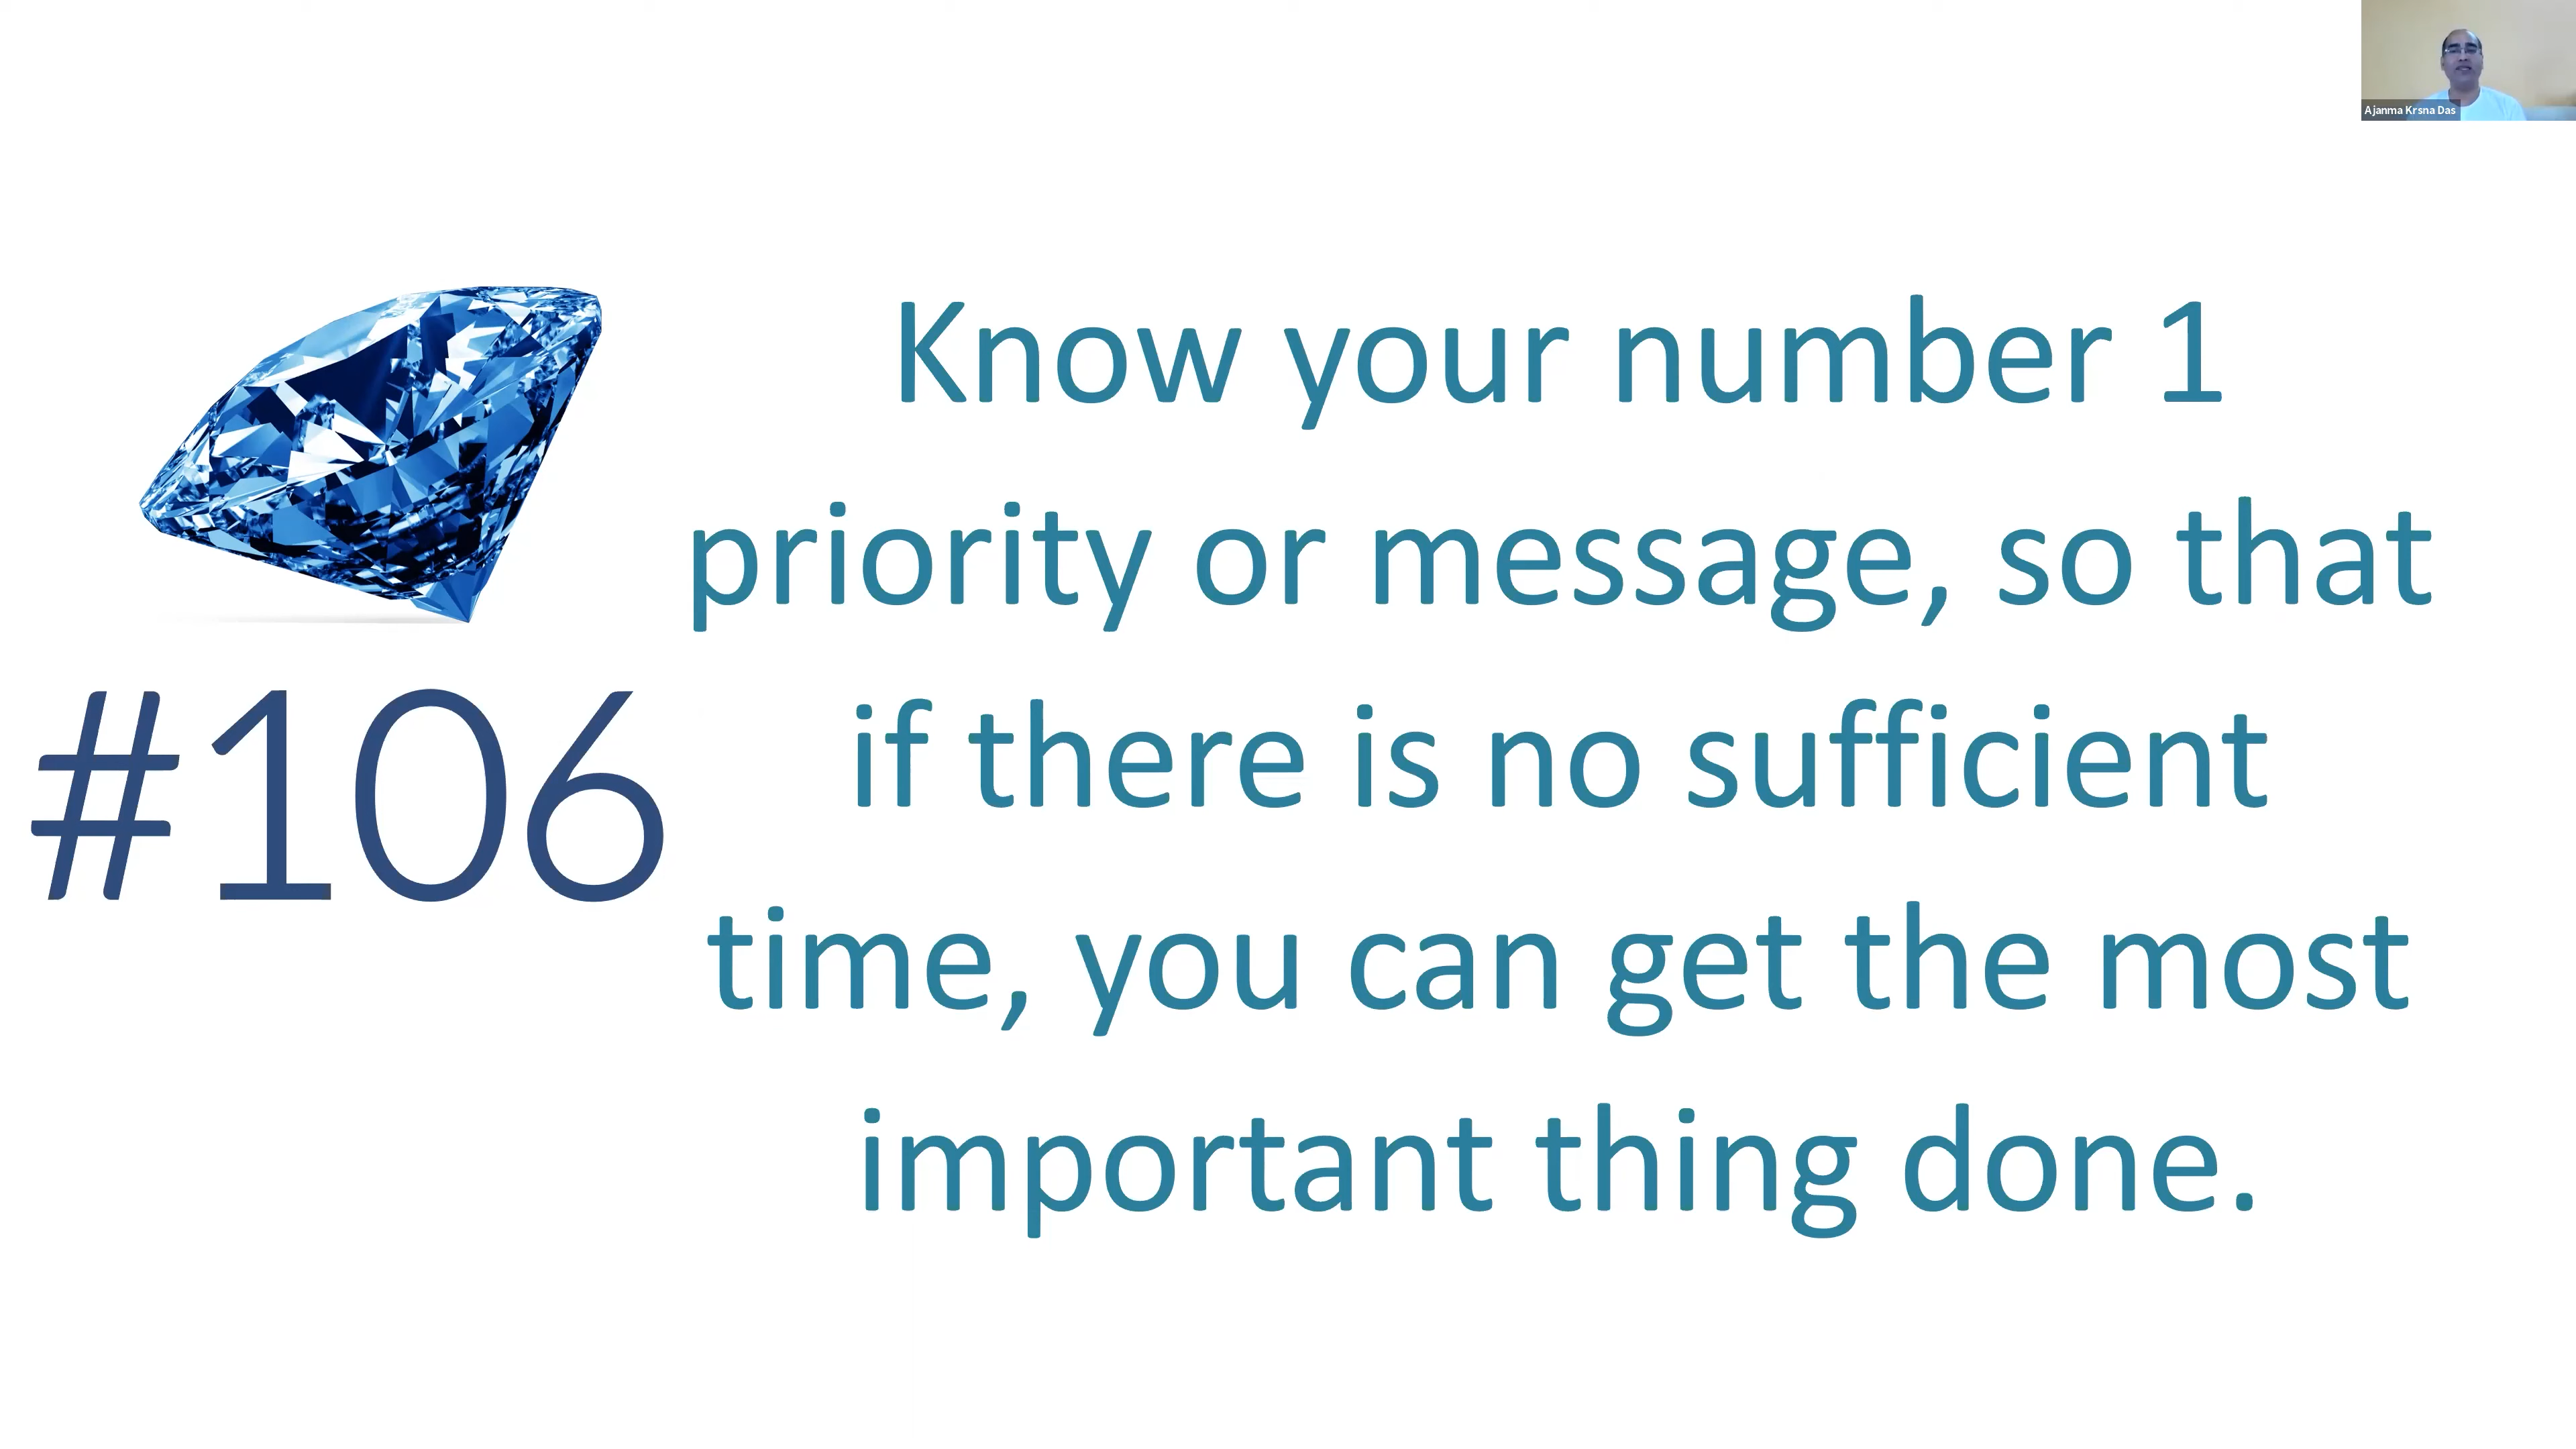 Ajanma Krsna Das
#106
Know your number 1
priority or message, so that
if there is no sufficient
time, you can get the most
important thing done.